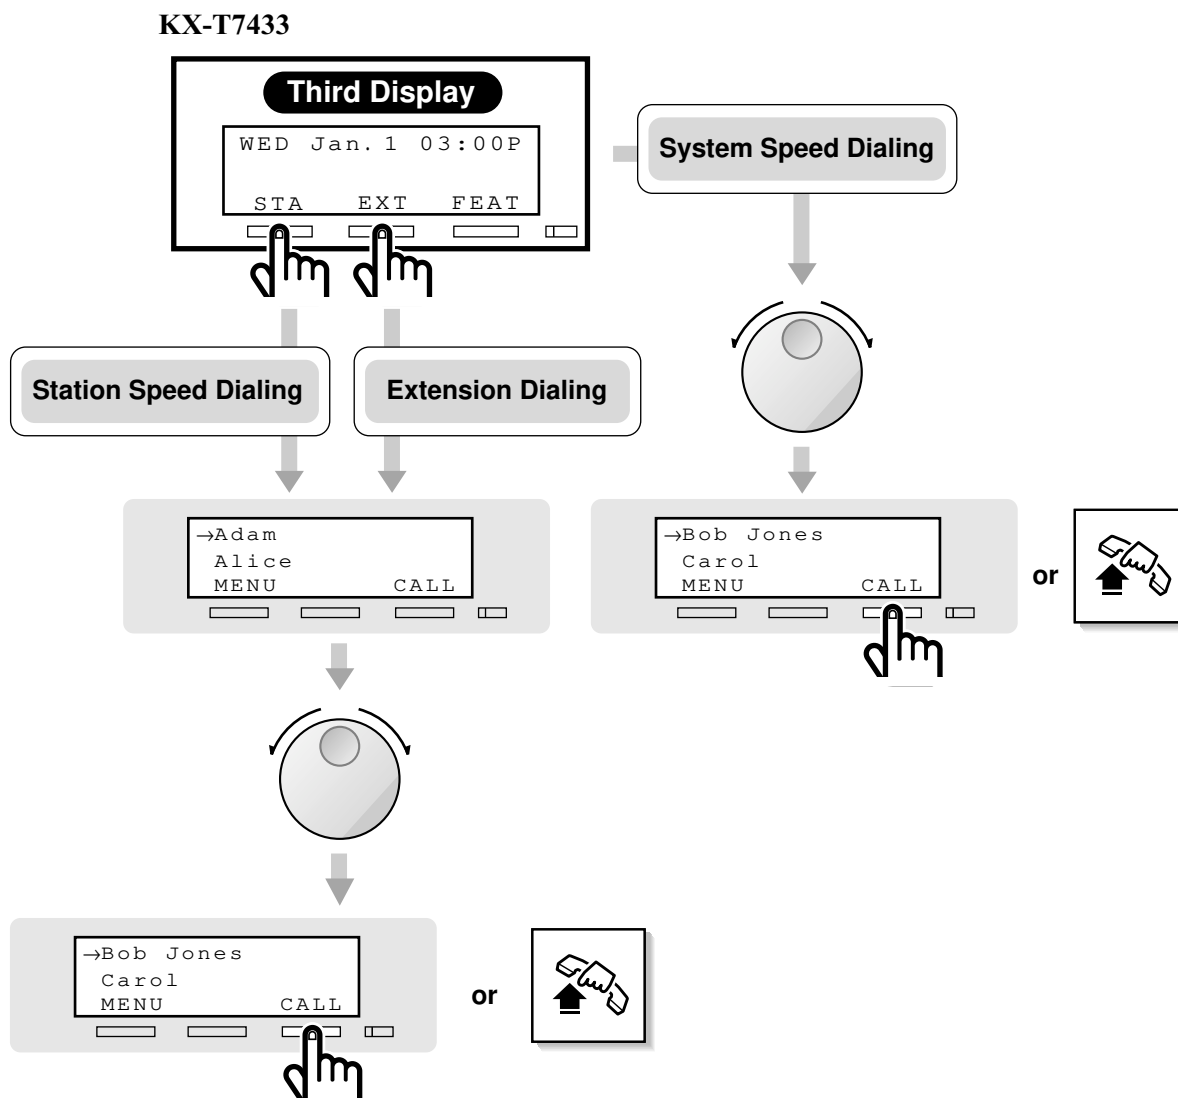 KX-T7433
Third Display
WED Jan. 1 03:00P
STA EXT FEAT
System Speed Dialing
Station Speed Dialing
Extension Dialing
→Adam
Alice
MENU CALL
→Bob Jones
Carol
MENU CALL
or
→Bob Jones
Carol
MENU CALL
or